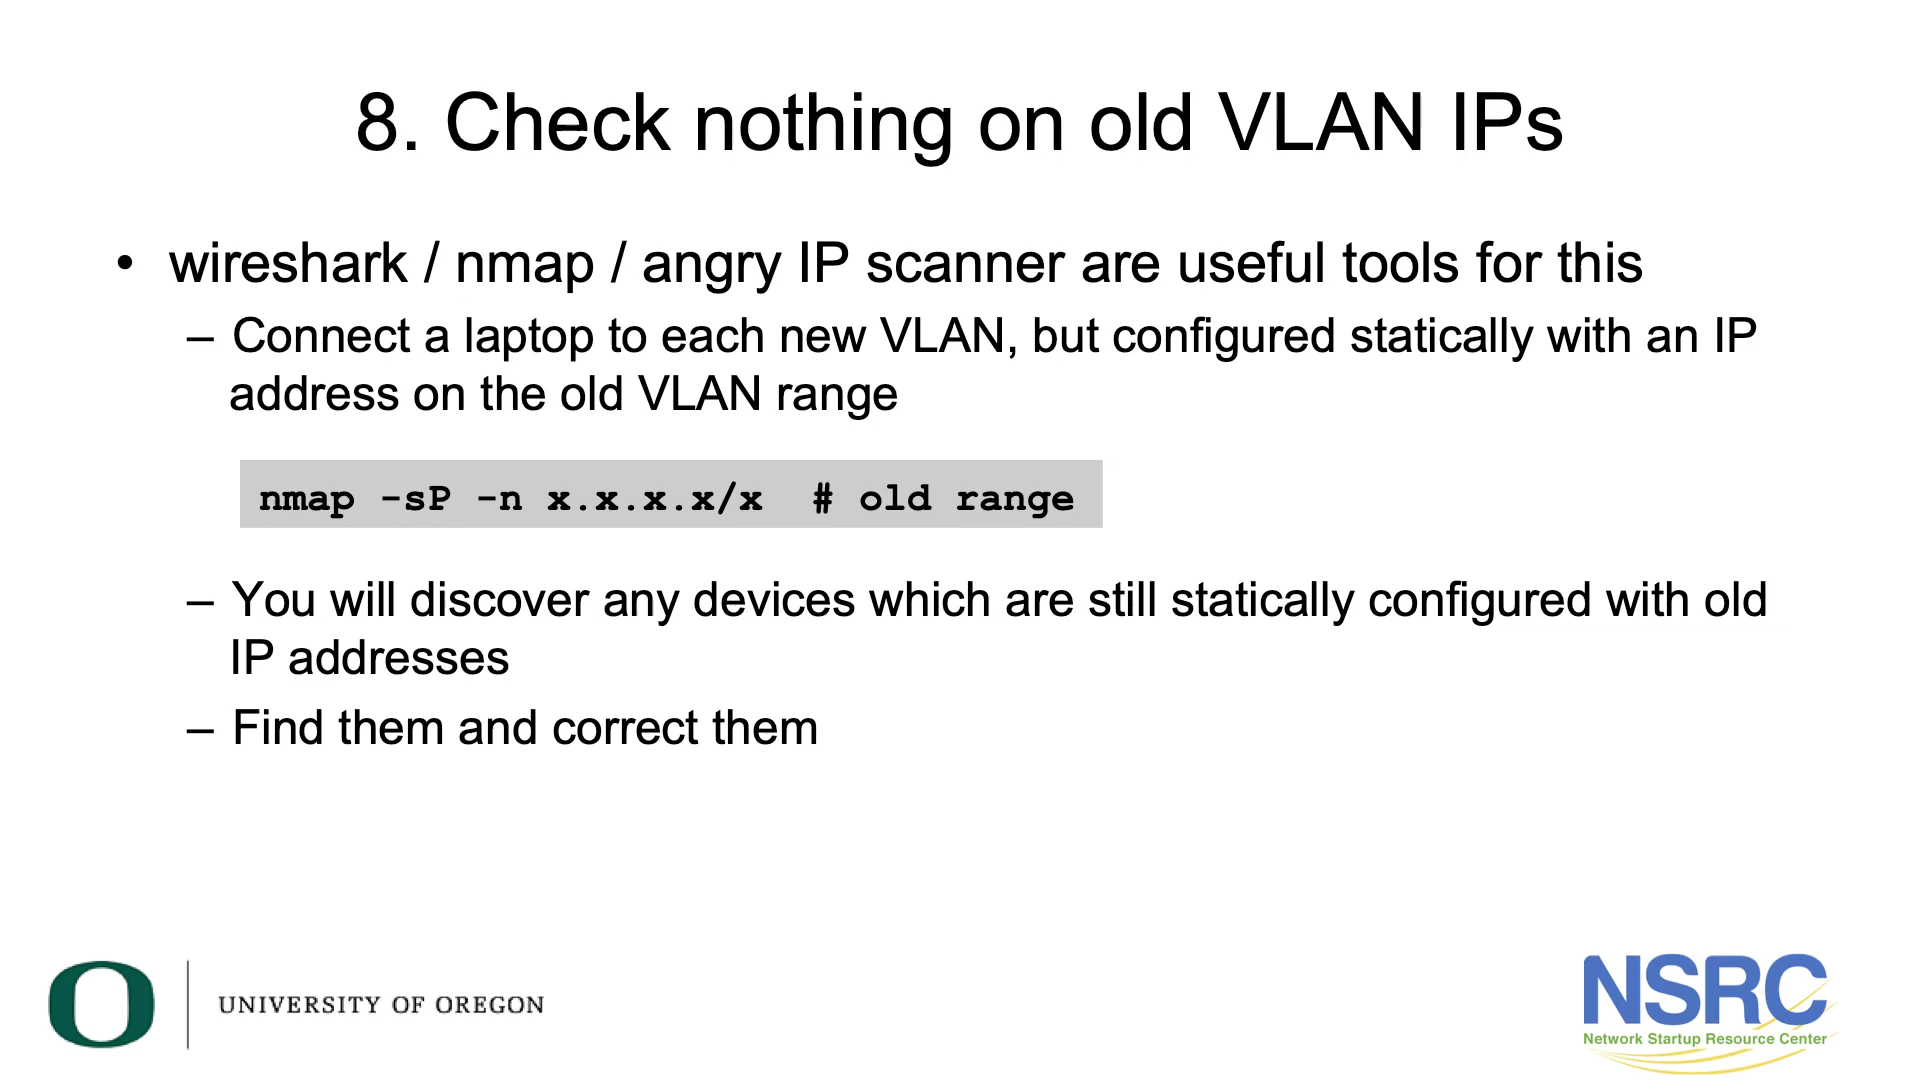 8. Check nothing on old VLAN IPs
• wireshark / nmap / angry IP scanner are useful tools for this
– Connect a laptop to each new VLAN, but configured statically with an IP
address on the old VLAN range
nmap -sP -n x.x.x.x/x  # old range
– You will discover any devices which are still statically configured with old
IP addresses
– Find them and correct them
O
UNIVERSITY OF OREGON
NSRC
Network Startup Resource Center